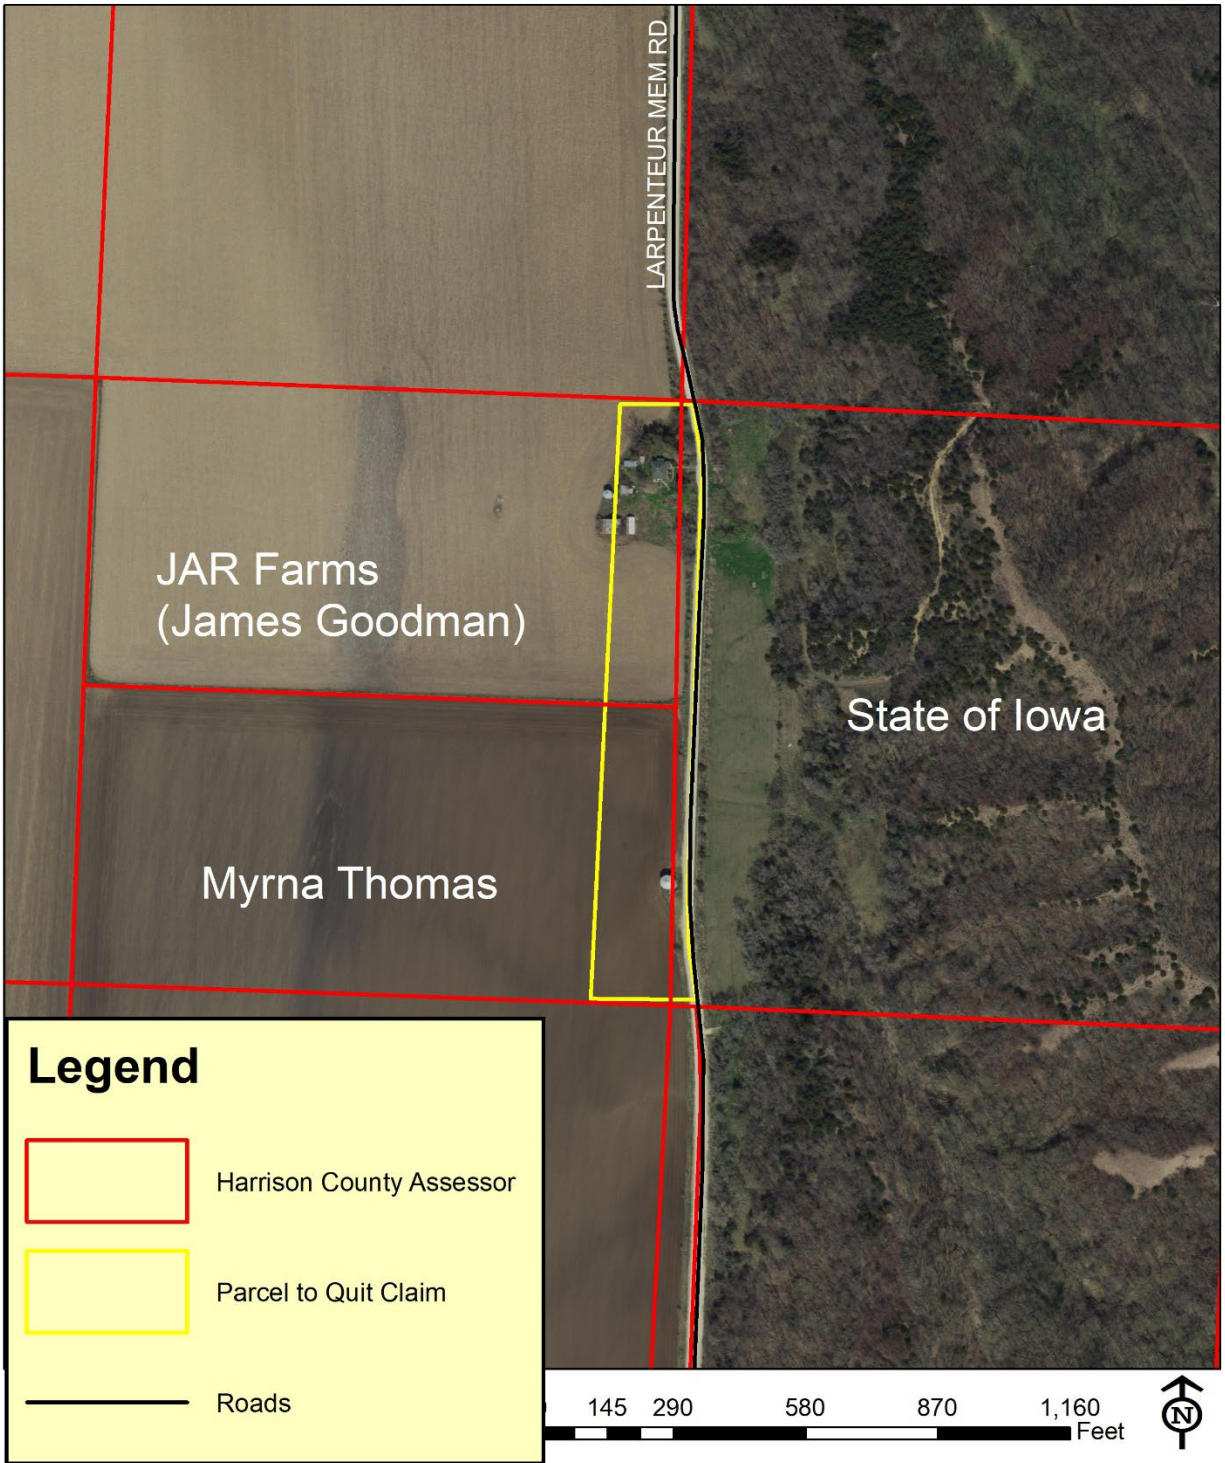 LARPENTEUR MEM RD
JAR Farms
(James Goodman)
State of Iowa
Myrna Thomas
Legend
Harrison County Assessor
Parcel to Quit Claim
Roads
145 290 580 870 1,160
Feet
N